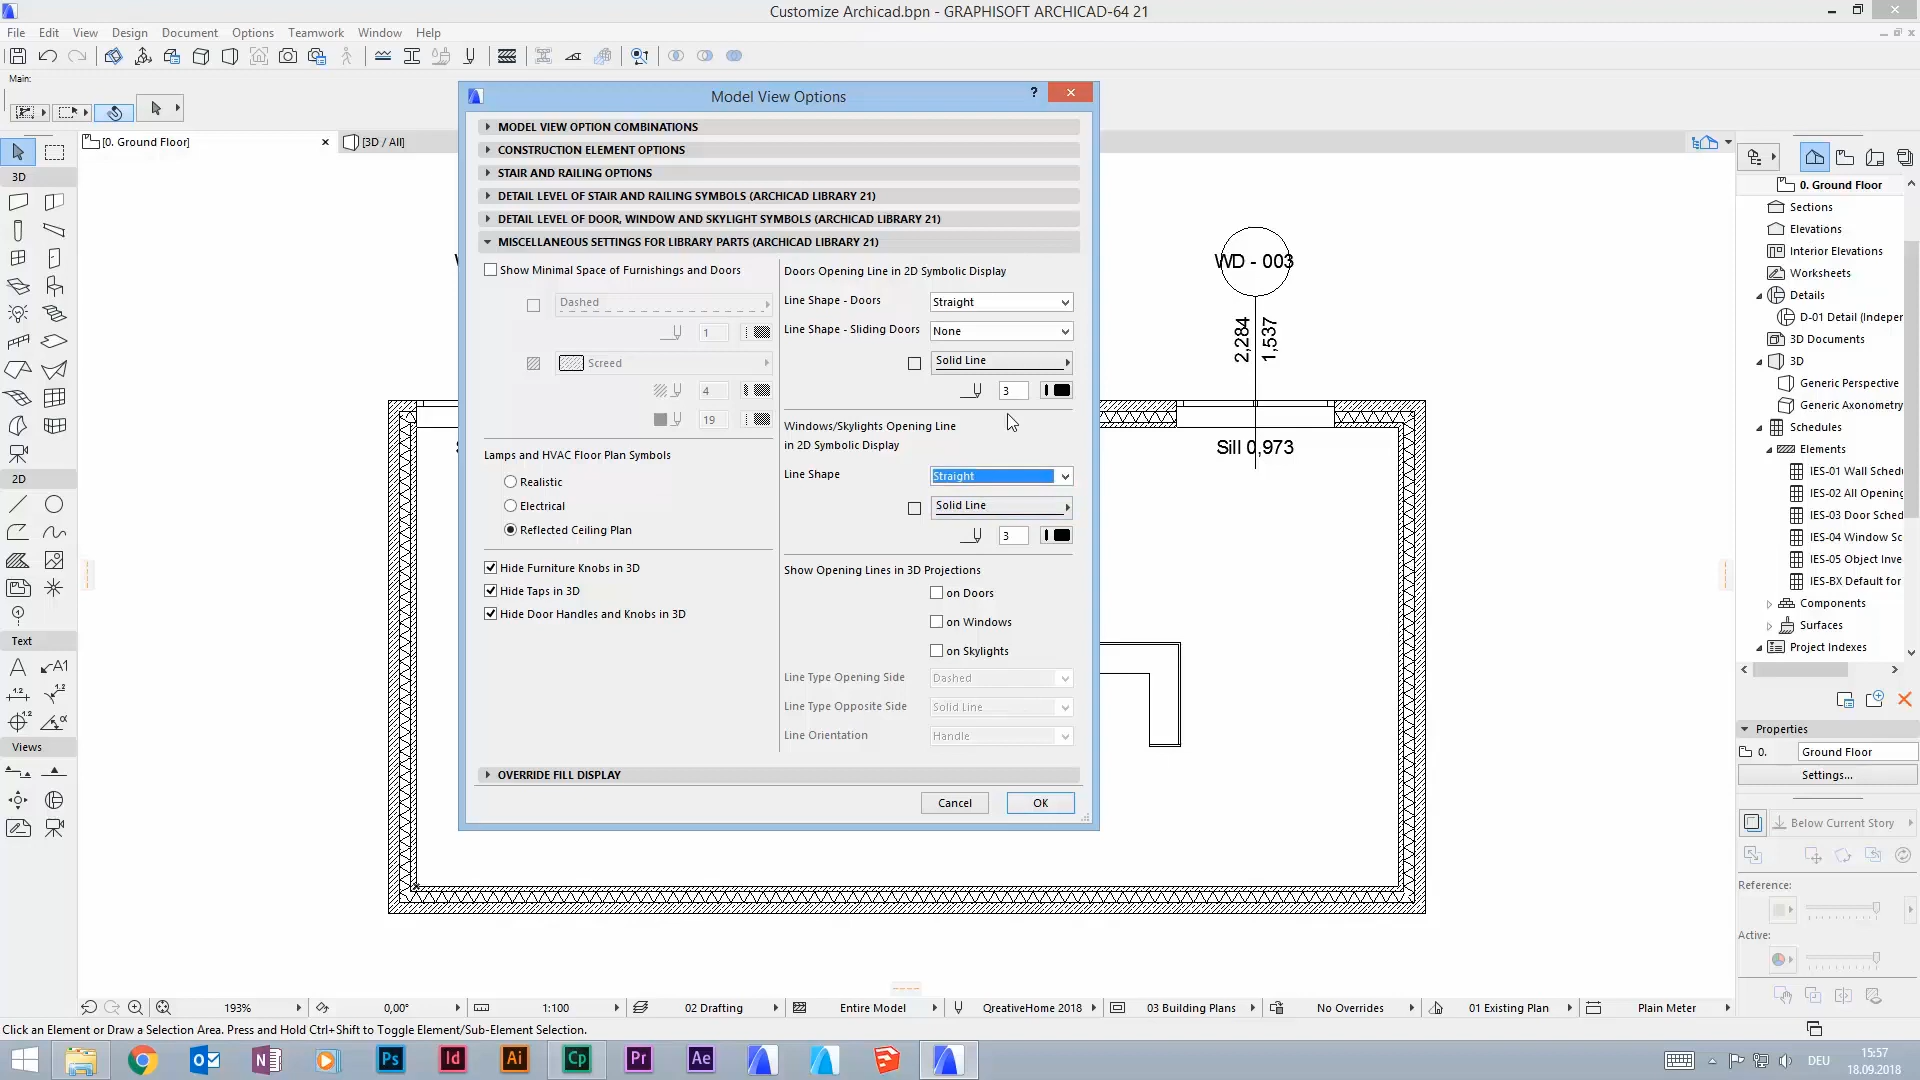 Customize Archicad.bpn - GRAPHISOFT ARCHICAD-64 21
File Edit View Design Document Options Teamwork Window Help
Main:
[0. Ground Floor]
[3D / All]
Model View Options
?
MODEL VIEW OPTION COMBINATIONS
CONSTRUCTION ELEMENT OPTIONS
STAIR AND RAILING OPTIONS
DETAIL LEVEL OF STAIR AND RAILING SYMBOLS (ARCHICAD LIBRARY 21)
DETAIL LEVEL OF DOOR, WINDOW AND SKYLIGHT SYMBOLS (ARCHICAD LIBRARY 21)
MISCELLANEOUS SETTINGS FOR LIBRARY PARTS (ARCHICAD LIBRARY 21)
Show Minimal Space of Furnishings and Doors
Dashed
1
Screed
4
19
Lamps and HVAC Floor Plan Symbols
Realistic
Electrical
Reflected Ceiling Plan
Hide Furniture Knobs in 3D
Hide Taps in 3D
Hide Door Handles and Knobs in 3D
Doors Opening Line in 2D Symbolic Display
Line Shape - Doors Straight
Line Shape - Sliding Doors None
Solid Line
3
Windows/Skylights Opening Line
in 2D Symbolic Display
Line Shape Straight
Solid Line
3
Show Opening Lines in 3D Projections
on Doors
on Windows
on Skylights
Line Type Opening Side Dashed
Line Type Opposite Side Solid Line
Line Orientation Handle
OVERRIDE FILL DISPLAY
Cancel OK
WD - 003
2,284
1,537
Sill 0,973
3D
2D
A1
1.2
1.2
1.2
Text
Views
0. Ground Floor
Sections
Elevations
Interior Elevations
Worksheets
Details
D-01 Detail (Indeper
3D Documents
3D
Generic Perspective
Generic Axonometry
Schedules
Elements
IES-01 Wall Schedu
IES-02 All Opening
IES-03 Door Sched
IES-04 Window Sc
IES-05 Object Inve
IES-BX Default for
Components
Surfaces
Project Indexes
Properties
0. Ground Floor
Settings...
Below Current Story
Reference:
Active:
193% 0,00° 1:100 02 Drafting Entire Model QreativeHome 2018 03 Building Plans No Overrides 01 Existing Plan Plain Meter
Click an Element or Draw a Selection Area. Press and Hold Ctrl+Shift to Toggle Element/Sub-Element Selection.
Ps Id Ai Cp Pr Ae
DEU
15:57
18.09.2018